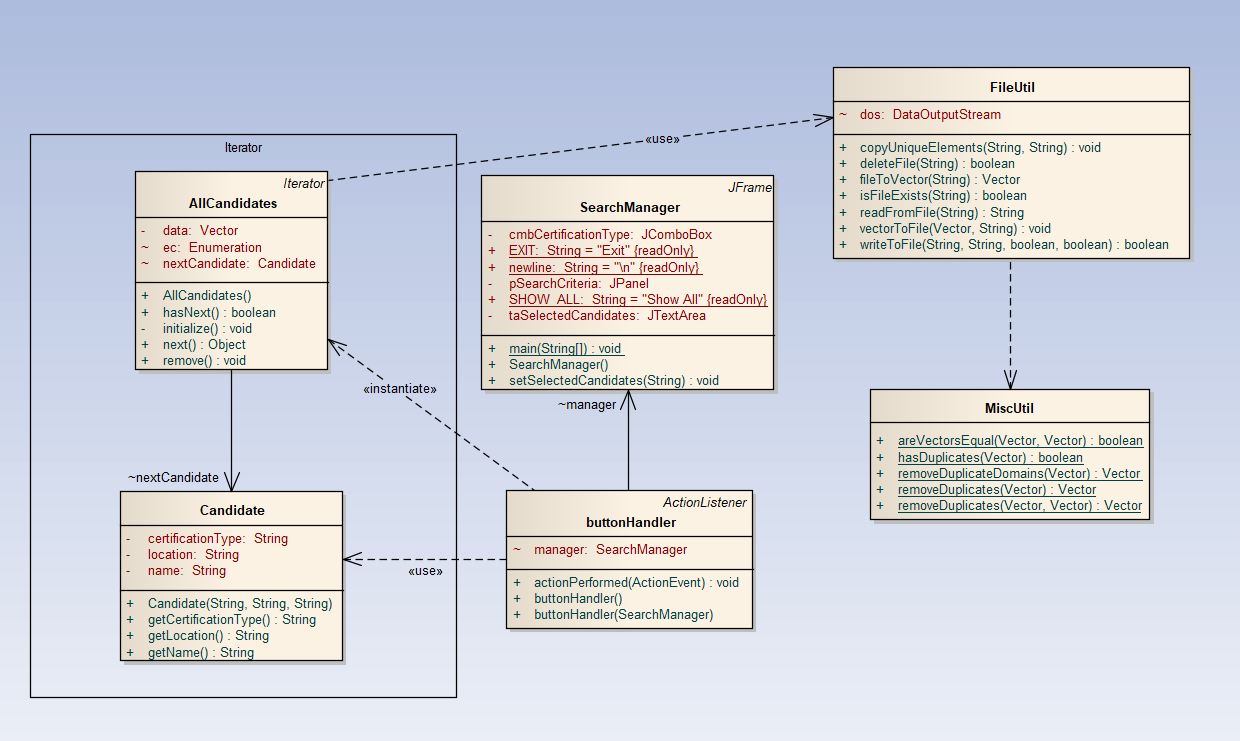 Iterator
Iterator
AllCandidates
- data: Vector
~ ec: Enumeration
~ nextCandidate: Candidate
+ AllCandidates()
+ hasNext() : boolean
- initialize() : void
+ next() : Object
+ remove() : void
~nextCandidate
Candidate
- certificationType: String
- location: String
- name: String
+ Candidate(String, String, String)
+ getCertificationType() : String
+ getLocation() : String
+ getName() : String
«use»
«instantiate»
«use»
JFrame
SearchManager
- cmbCertificationType: JComboBox
+ EXIT: String = "Exit" {readOnly}
+ newline: String = "\n" {readOnly}
- pSearchCriteria: JPanel
+ SHOW_ALL: String = "Show All" {readOnly}
- taSelectedCandidates: JTextArea
+ main(String[]) : void
+ SearchManager()
+ setSelectedCandidates(String) : void
~manager
ActionListener
buttonHandler
~ manager: SearchManager
+ actionPerformed(ActionEvent) : void
+ buttonHandler()
+ buttonHandler(SearchManager)
FileUtil
~ dos: DataOutputStream
+ copyUniqueElements(String, String) : void
+ deleteFile(String) : boolean
+ fileToVector(String) : Vector
+ isFileExists(String) : boolean
+ readFromFile(String) : String
+ vectorToFile(Vector, String) : void
+ writeToFile(String, String, boolean, boolean) : boolean
MiscUtil
+ areVectorsEqual(Vector, Vector) : boolean
+ hasDuplicates(Vector) : boolean
+ removeDuplicateDomains(Vector) : Vector
+ removeDuplicates(Vector) : Vector
+ removeDuplicates(Vector, Vector) : Vector